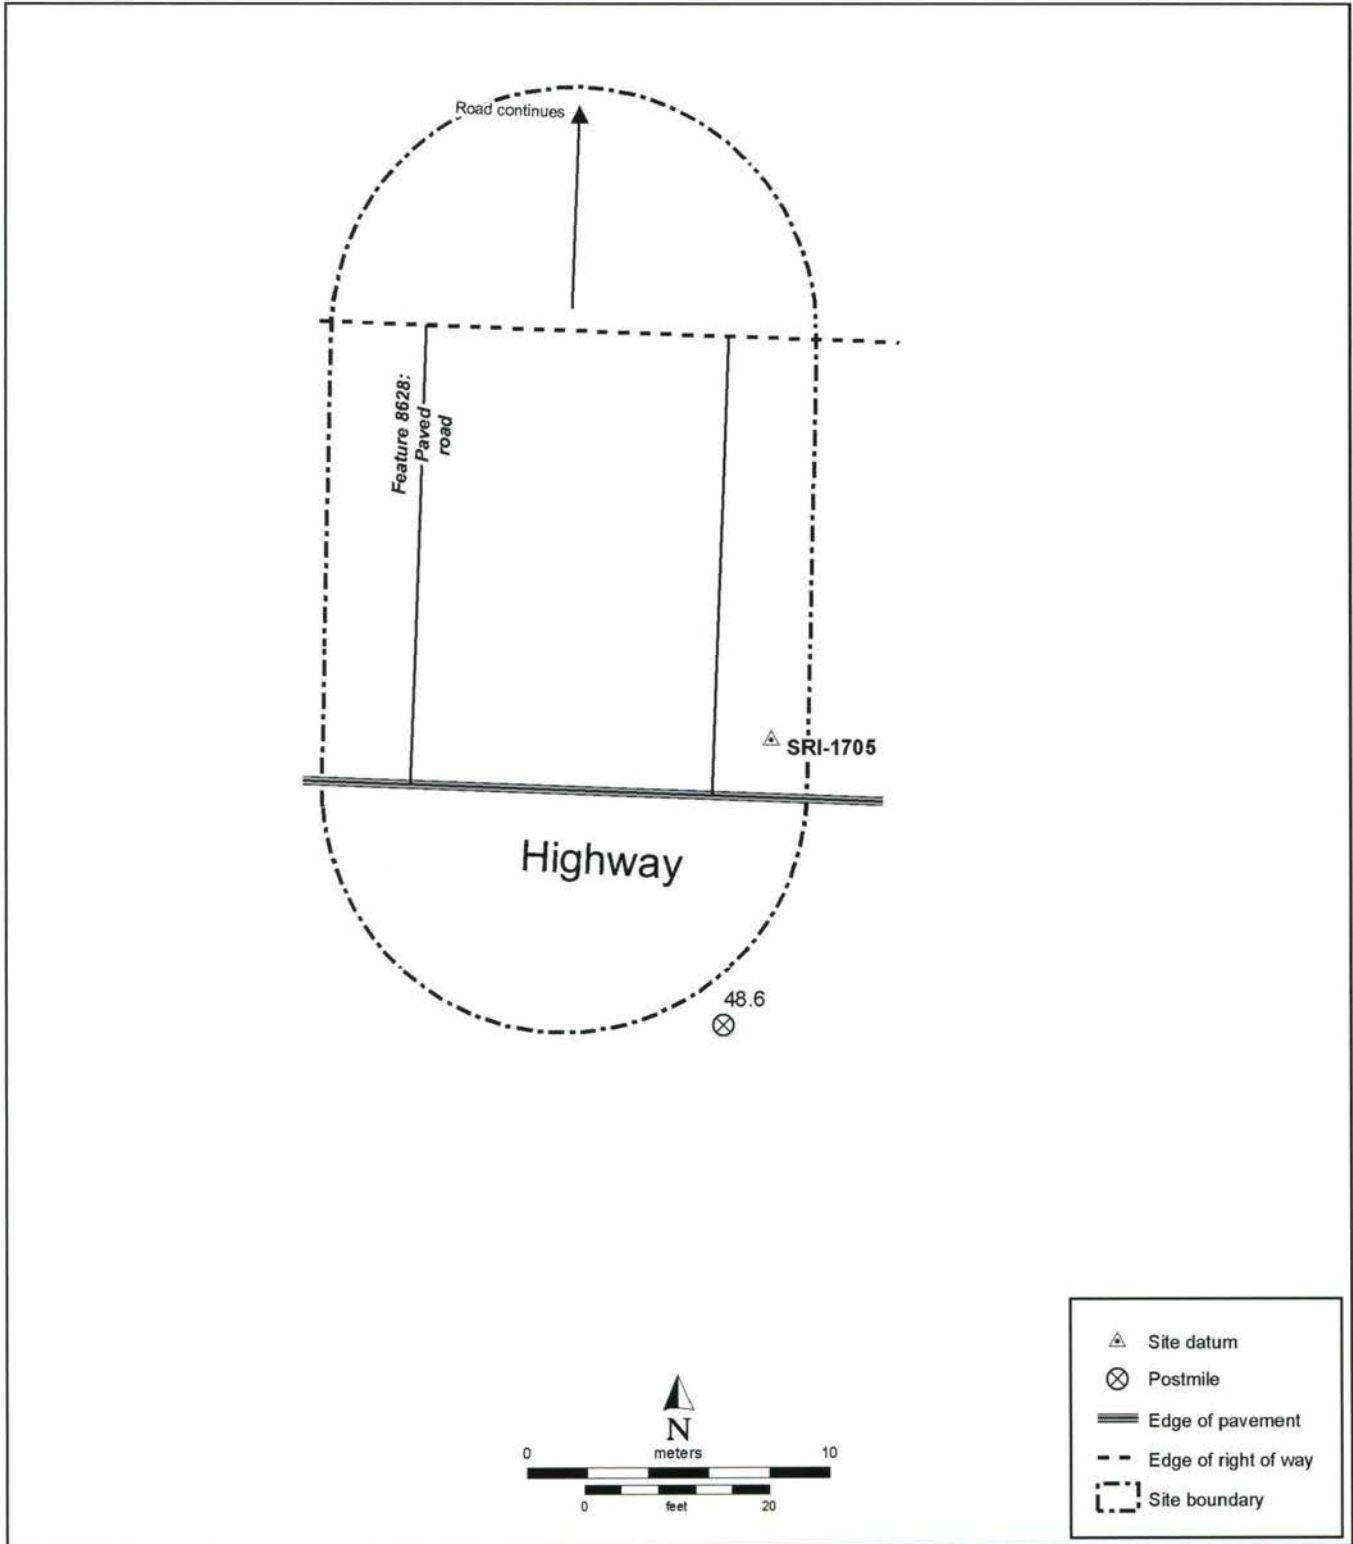 Road continues
Feature 8628:
Paved
road
SRI-1705
Highway
48.6
N
0 meters 10
0 feet 20
Site datum
Postmile
Edge of pavement
Edge of right of way
Site boundary